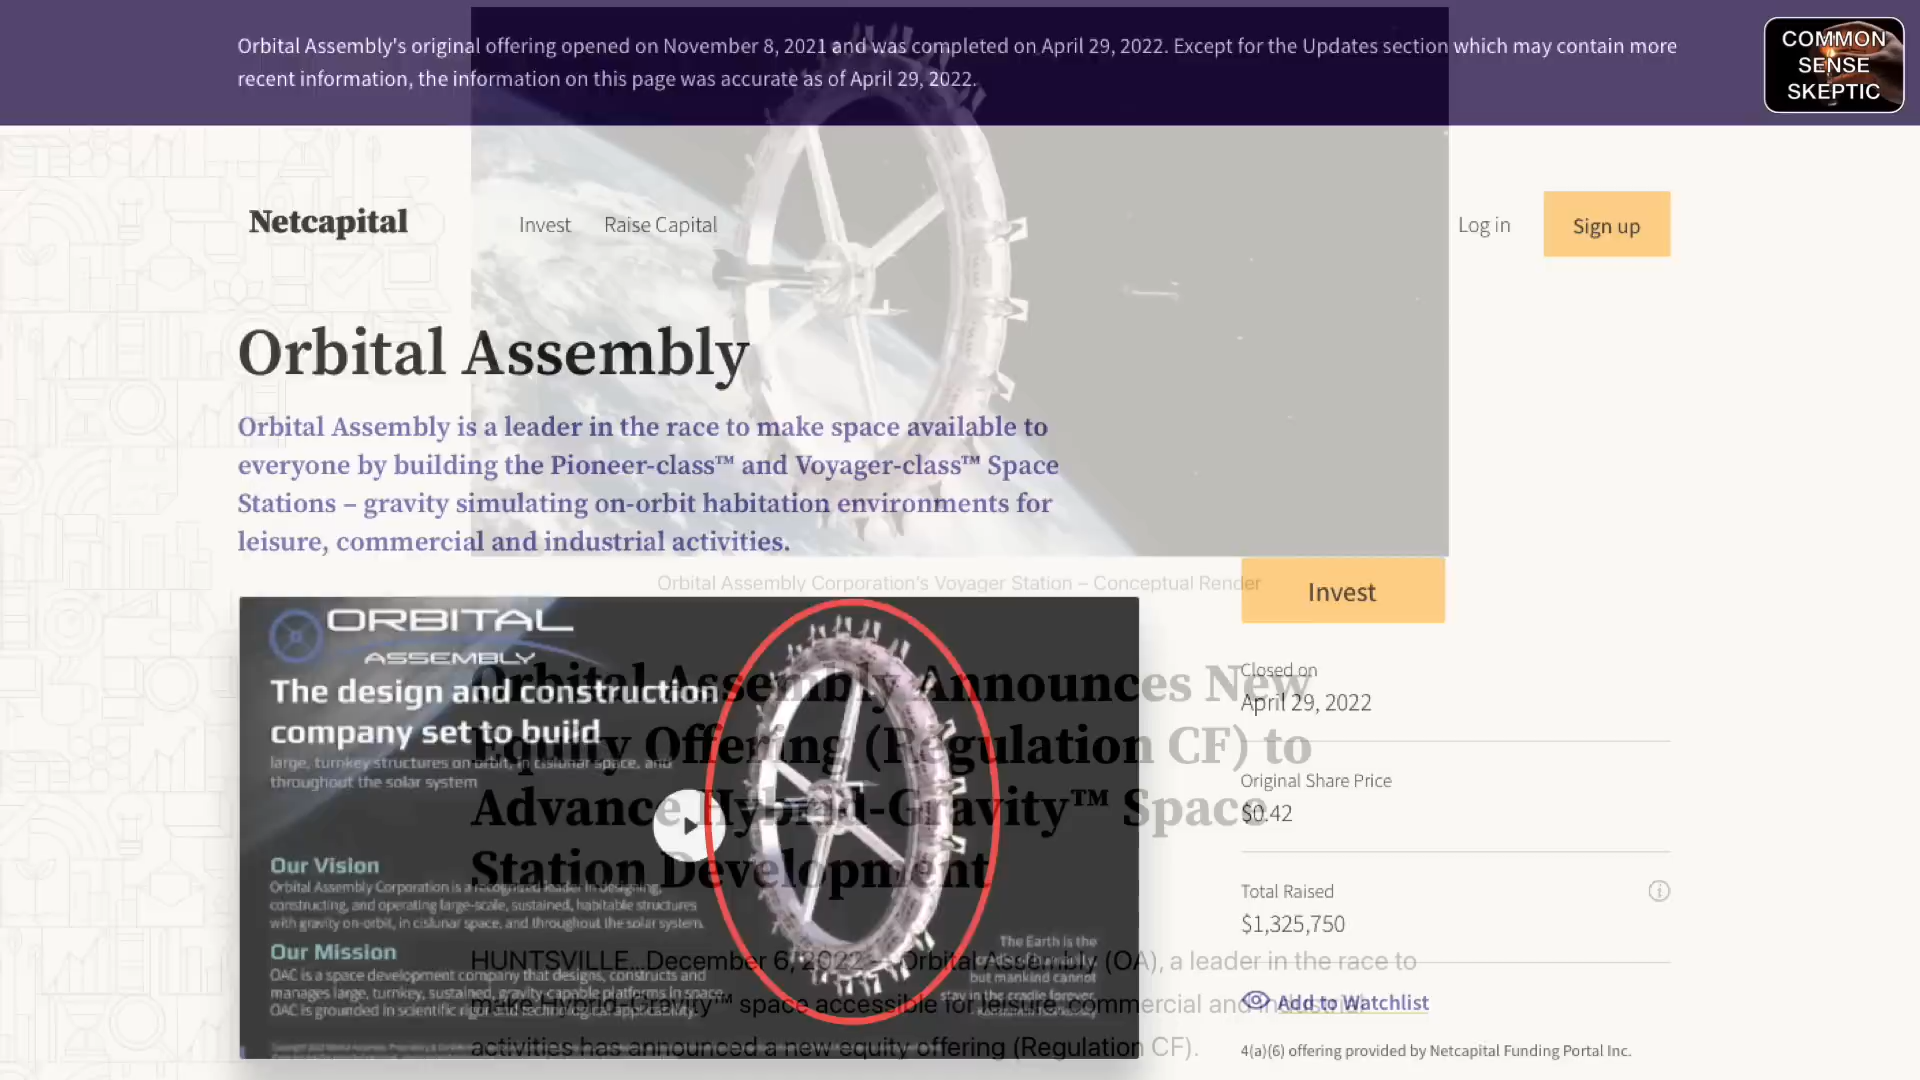 Orbital Assembly's original offering opened on November 8, 2021 and was completed on April 29, 2022. Except for the Updates section which may contain more
recent information, the information on this page was accurate as of April 29, 2022.
COMMON
SENSE
SKEPTIC
Netcapital
Invest
Raise Capital
Log in
Sign up
Orbital Assembly
Orbital Assembly is a leader in the race to make space available to
everyone by building the Pioneer-class™ and Voyager-class™ Space
Stations – gravity simulating on-orbit habitation environments for
leisure, commercial and industrial activities.
Orbital Assembly Corporation's Voyager Station – Conceptual Render
Invest
ORBITAL
ASSEMBLY
The design and construction
company set to build
large, turnkey structures on orbit, in cislunar space, and
throughout the solar system
Our Vision
Orbital Assembly Corporation is a recognized leader in designing,
constructing, and operating large-scale, sustained, habitable structures
with gravity on-orbit, in cislunar space, and throughout the solar system.
Our Mission
OAC is a space development company that designs, constructs and
manages large, turnkey, sustained, gravity-capable platforms in space.
OAC is grounded in scientific rigor and technological applicability.
The Earth is the
but mankind cannot
stay in the cradle forever.
Orbital Assembly Announces New
Equity Offering (Regulation CF) to
Advance Hybrid-Gravity™ Space
Station Development
HUNTSVILLE...December 6, 2022 – Orbital Assembly (OA), a leader in the race to
make Hybrid-Gravity™ space accessible for leisure, commercial and industrial
activities has announced a new equity offering (Regulation CF).
Closed on
April 29, 2022
Original Share Price
$0.42
Total Raised
$1,325,750
Add to Watchlist
4(a)(6) offering provided by Netcapital Funding Portal Inc.